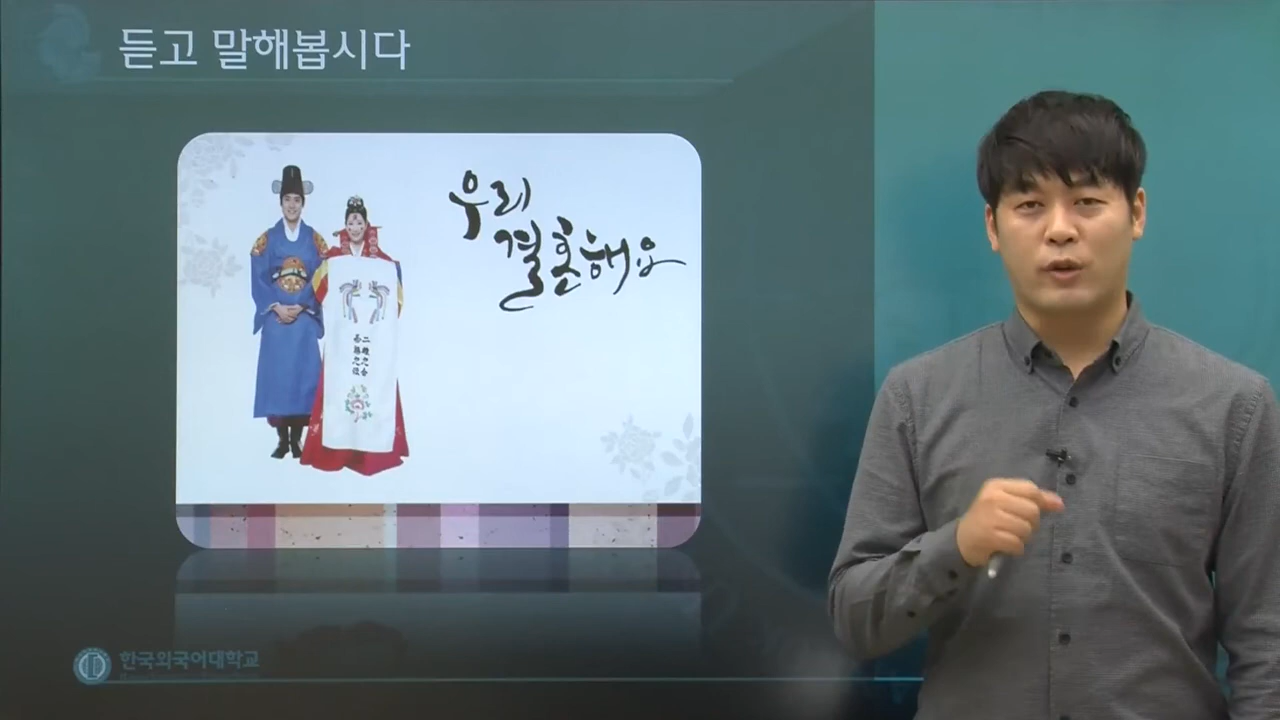 듣고 말해봅시다
우리
결혼해요
한국외국어대학교